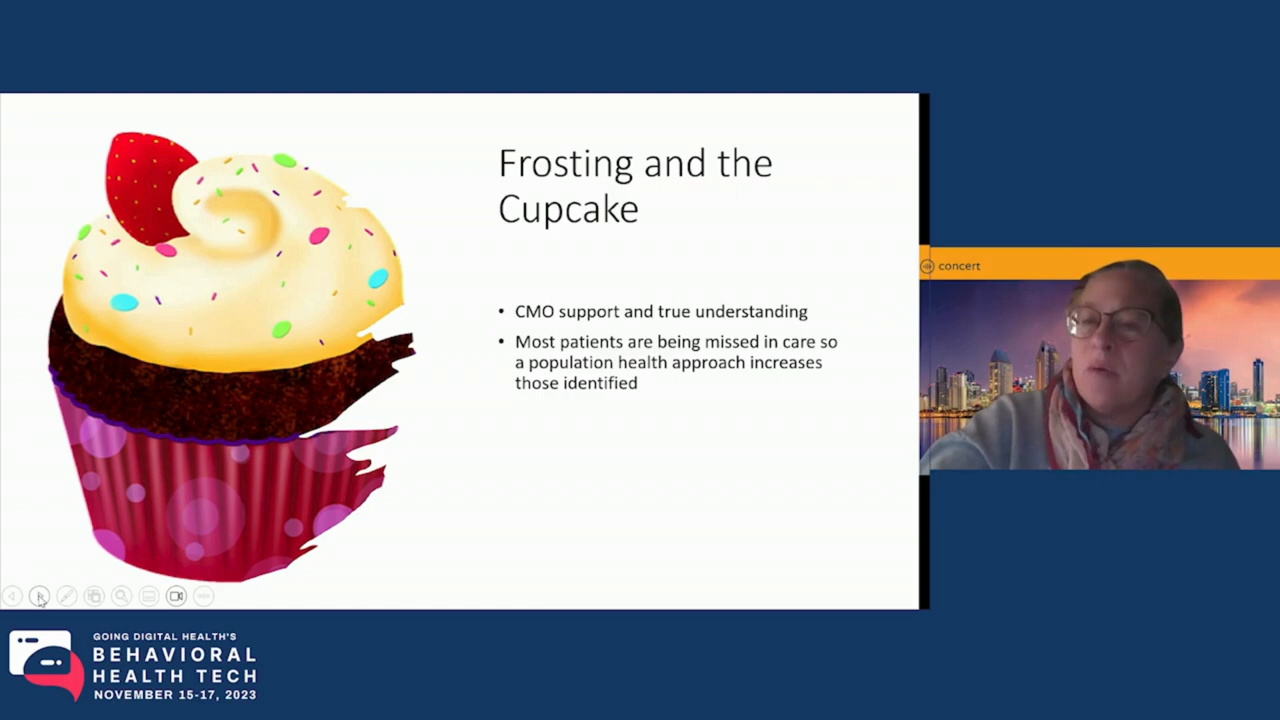 Frosting and the
Cupcake
• CMO support and true understanding
• Most patients are being missed in care so
a population health approach increases
those identified
concert
GOING DIGITAL HEALTH'S
BEHAVIORAL
HEALTH TECH
NOVEMBER 15-17, 2023